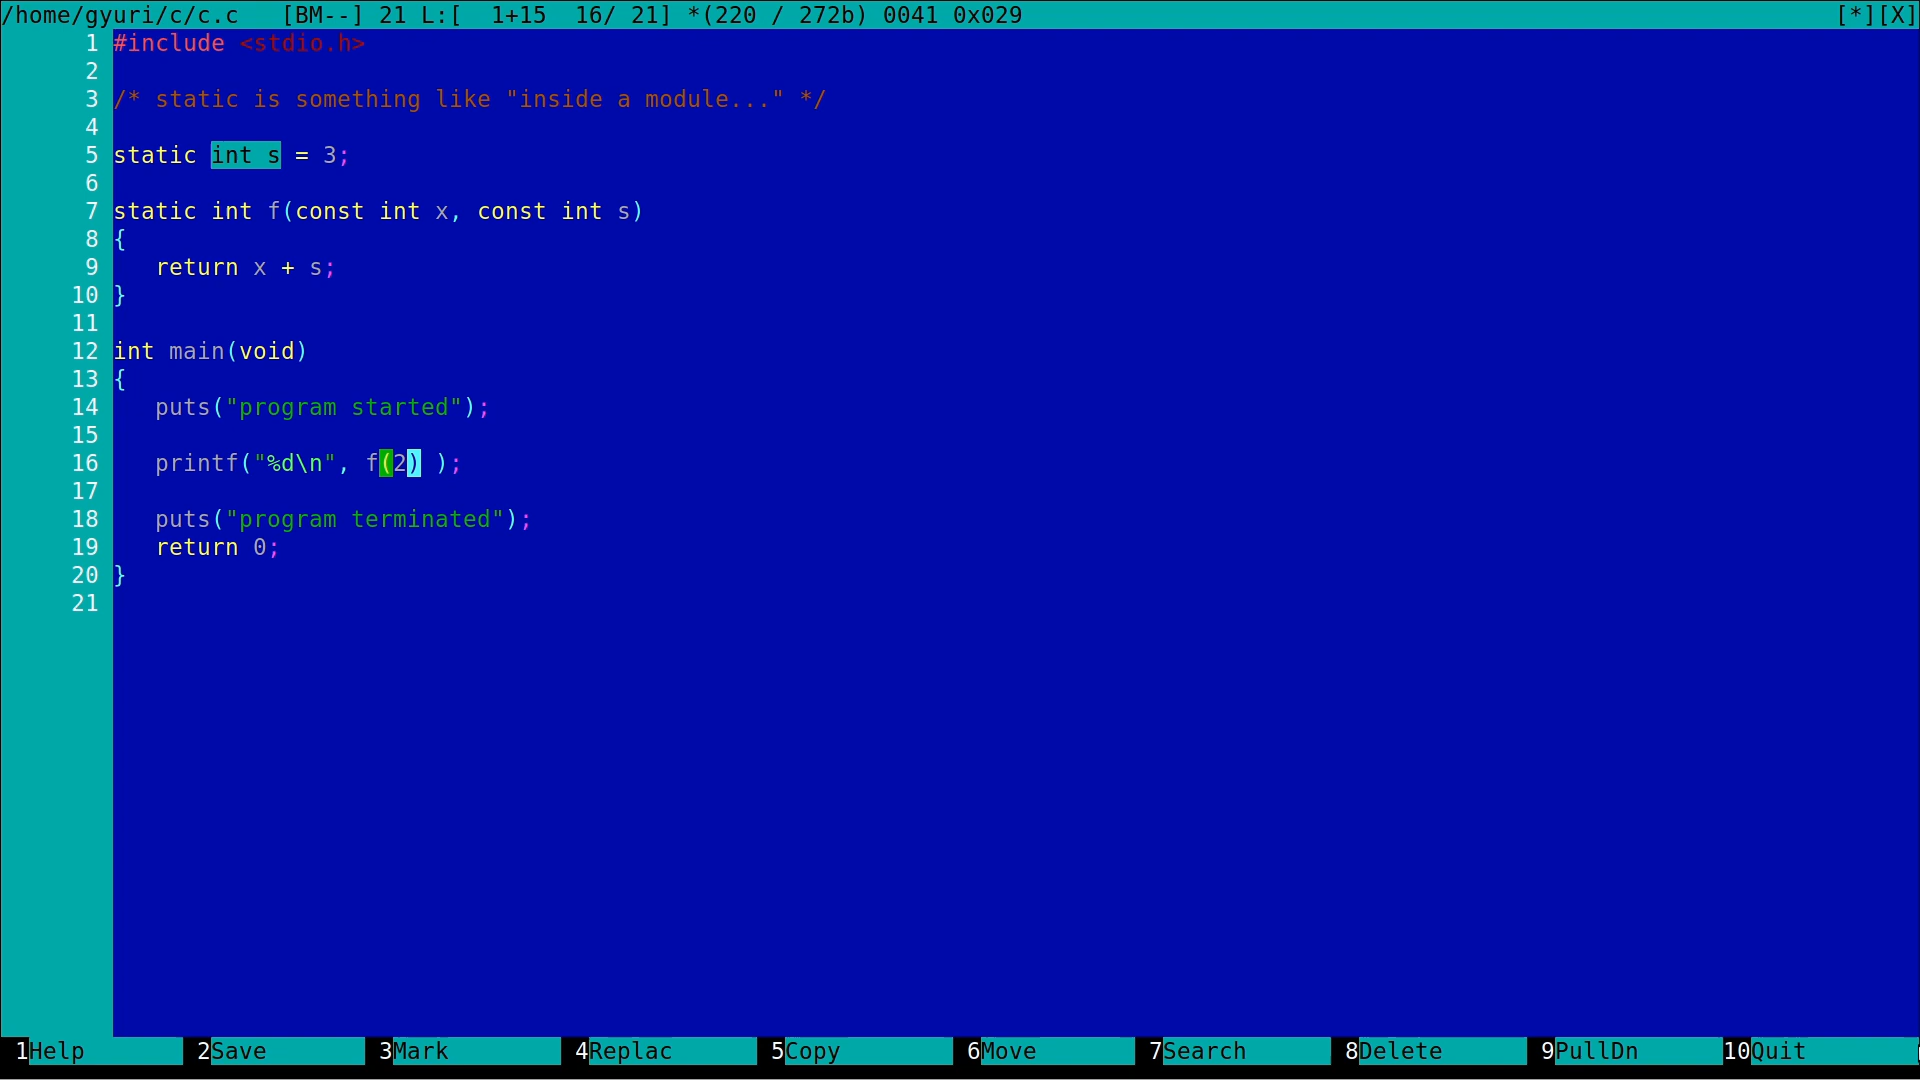 /home/gyuri/c/c.c   [BM--] 21 L:[  1+15  16/ 21] *(220 / 272b) 0041 0x029 [*][X]
1 #include <stdio.h>
2
3 /* static is something like "inside a module..." */
4
5 static int s = 3;
6
7 static int f(const int x, const int s)
8 {
9    return x + s;
10 }
11
12 int main(void)
13 {
14    puts("program started");
15
16    printf("%d\n", f(2) );
17
18    puts("program terminated");
19    return 0;
20 }
21
1Help 2Save 3Mark 4Replac 5Copy 6Move 7Search 8Delete 9PullDn 10Quit